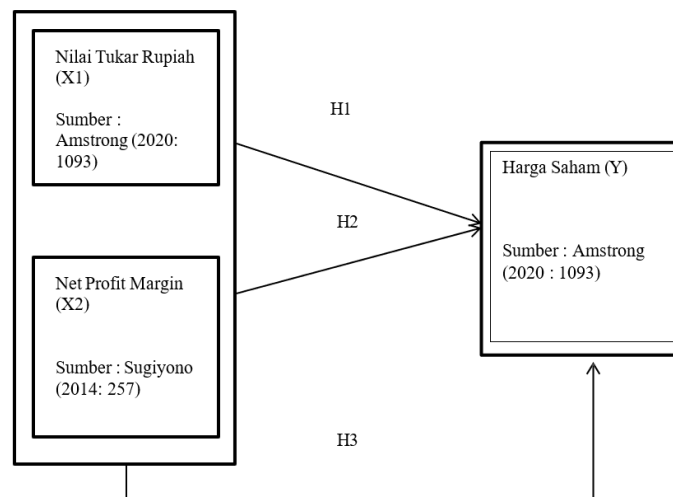 Nilai Tukar Rupiah
(X1)
Sumber :
Amstrong (2020:
1093)
H1
Harga Saham (Y)
Sumber : Amstrong
(2020 : 1093)
H2
Net Profit Margin
(X2)
Sumber : Sugiyono
(2014: 257)
H3